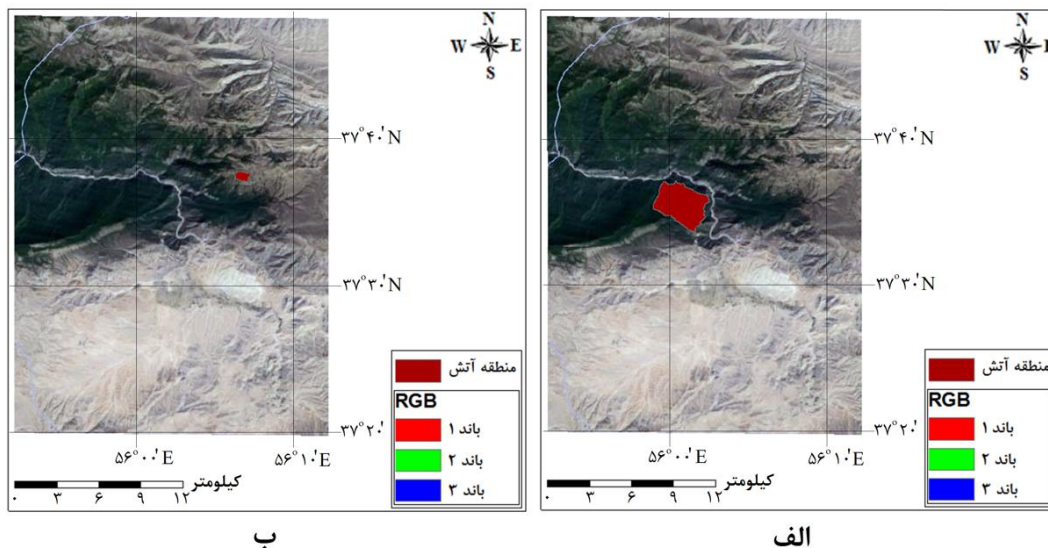 N
W E
S
۳۷°۴۰'N
۳۷°۳۰'N
۳۷°۲۰'N
۵۶°۰۰'E
۵۶°۱۰'E
منطقه آتش
RGB
باند ۱
باند ۲
باند ۳
کیلومتر
۰ ۳ ۶ ۹ ۱۲
الف
N
W E
S
۳۷°۴۰'N
۳۷°۳۰'N
۳۷°۲۰'N
۵۶°۰۰'E
۵۶°۱۰'E
منطقه آتش
RGB
باند ۱
باند ۲
باند ۳
کیلومتر
۰ ۳ ۶ ۹ ۱۲
ب